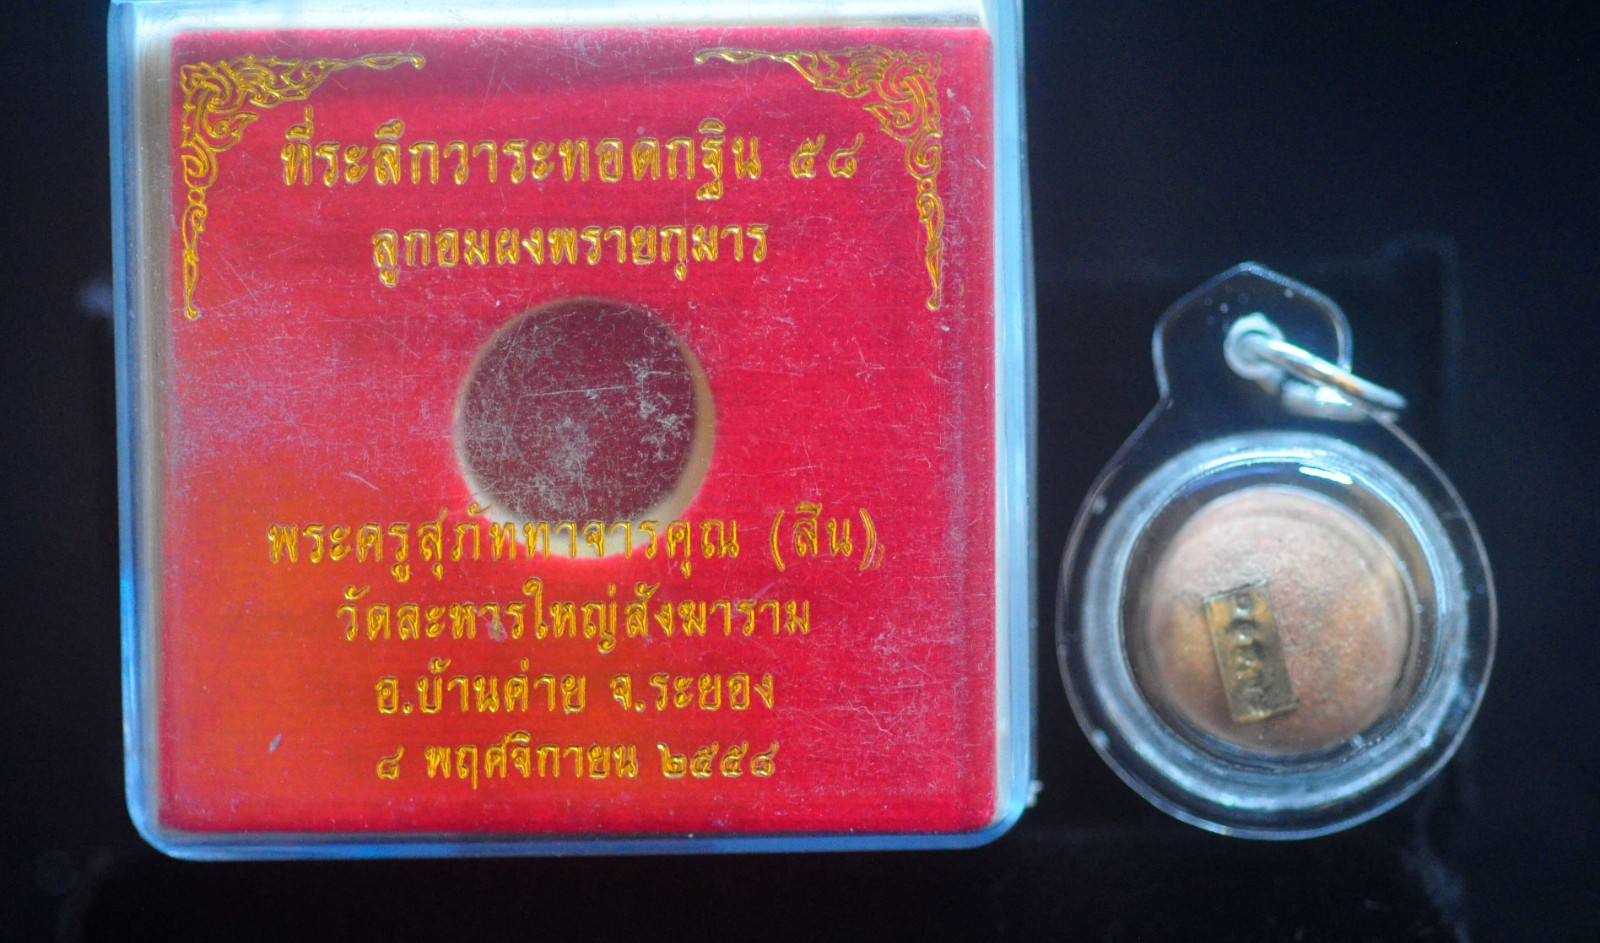 ที่ระลึกวาระทอดกฐิน ๕๘
ลูกอมผงพรายกุมาร
พระครูสุภัททาจารคุณ (สิน)
วัดละหารใหญ่สังฆาราม
อ.บ้านค่าย จ.ระยอง
๘ พฤศจิกายน ๒๕๕๘